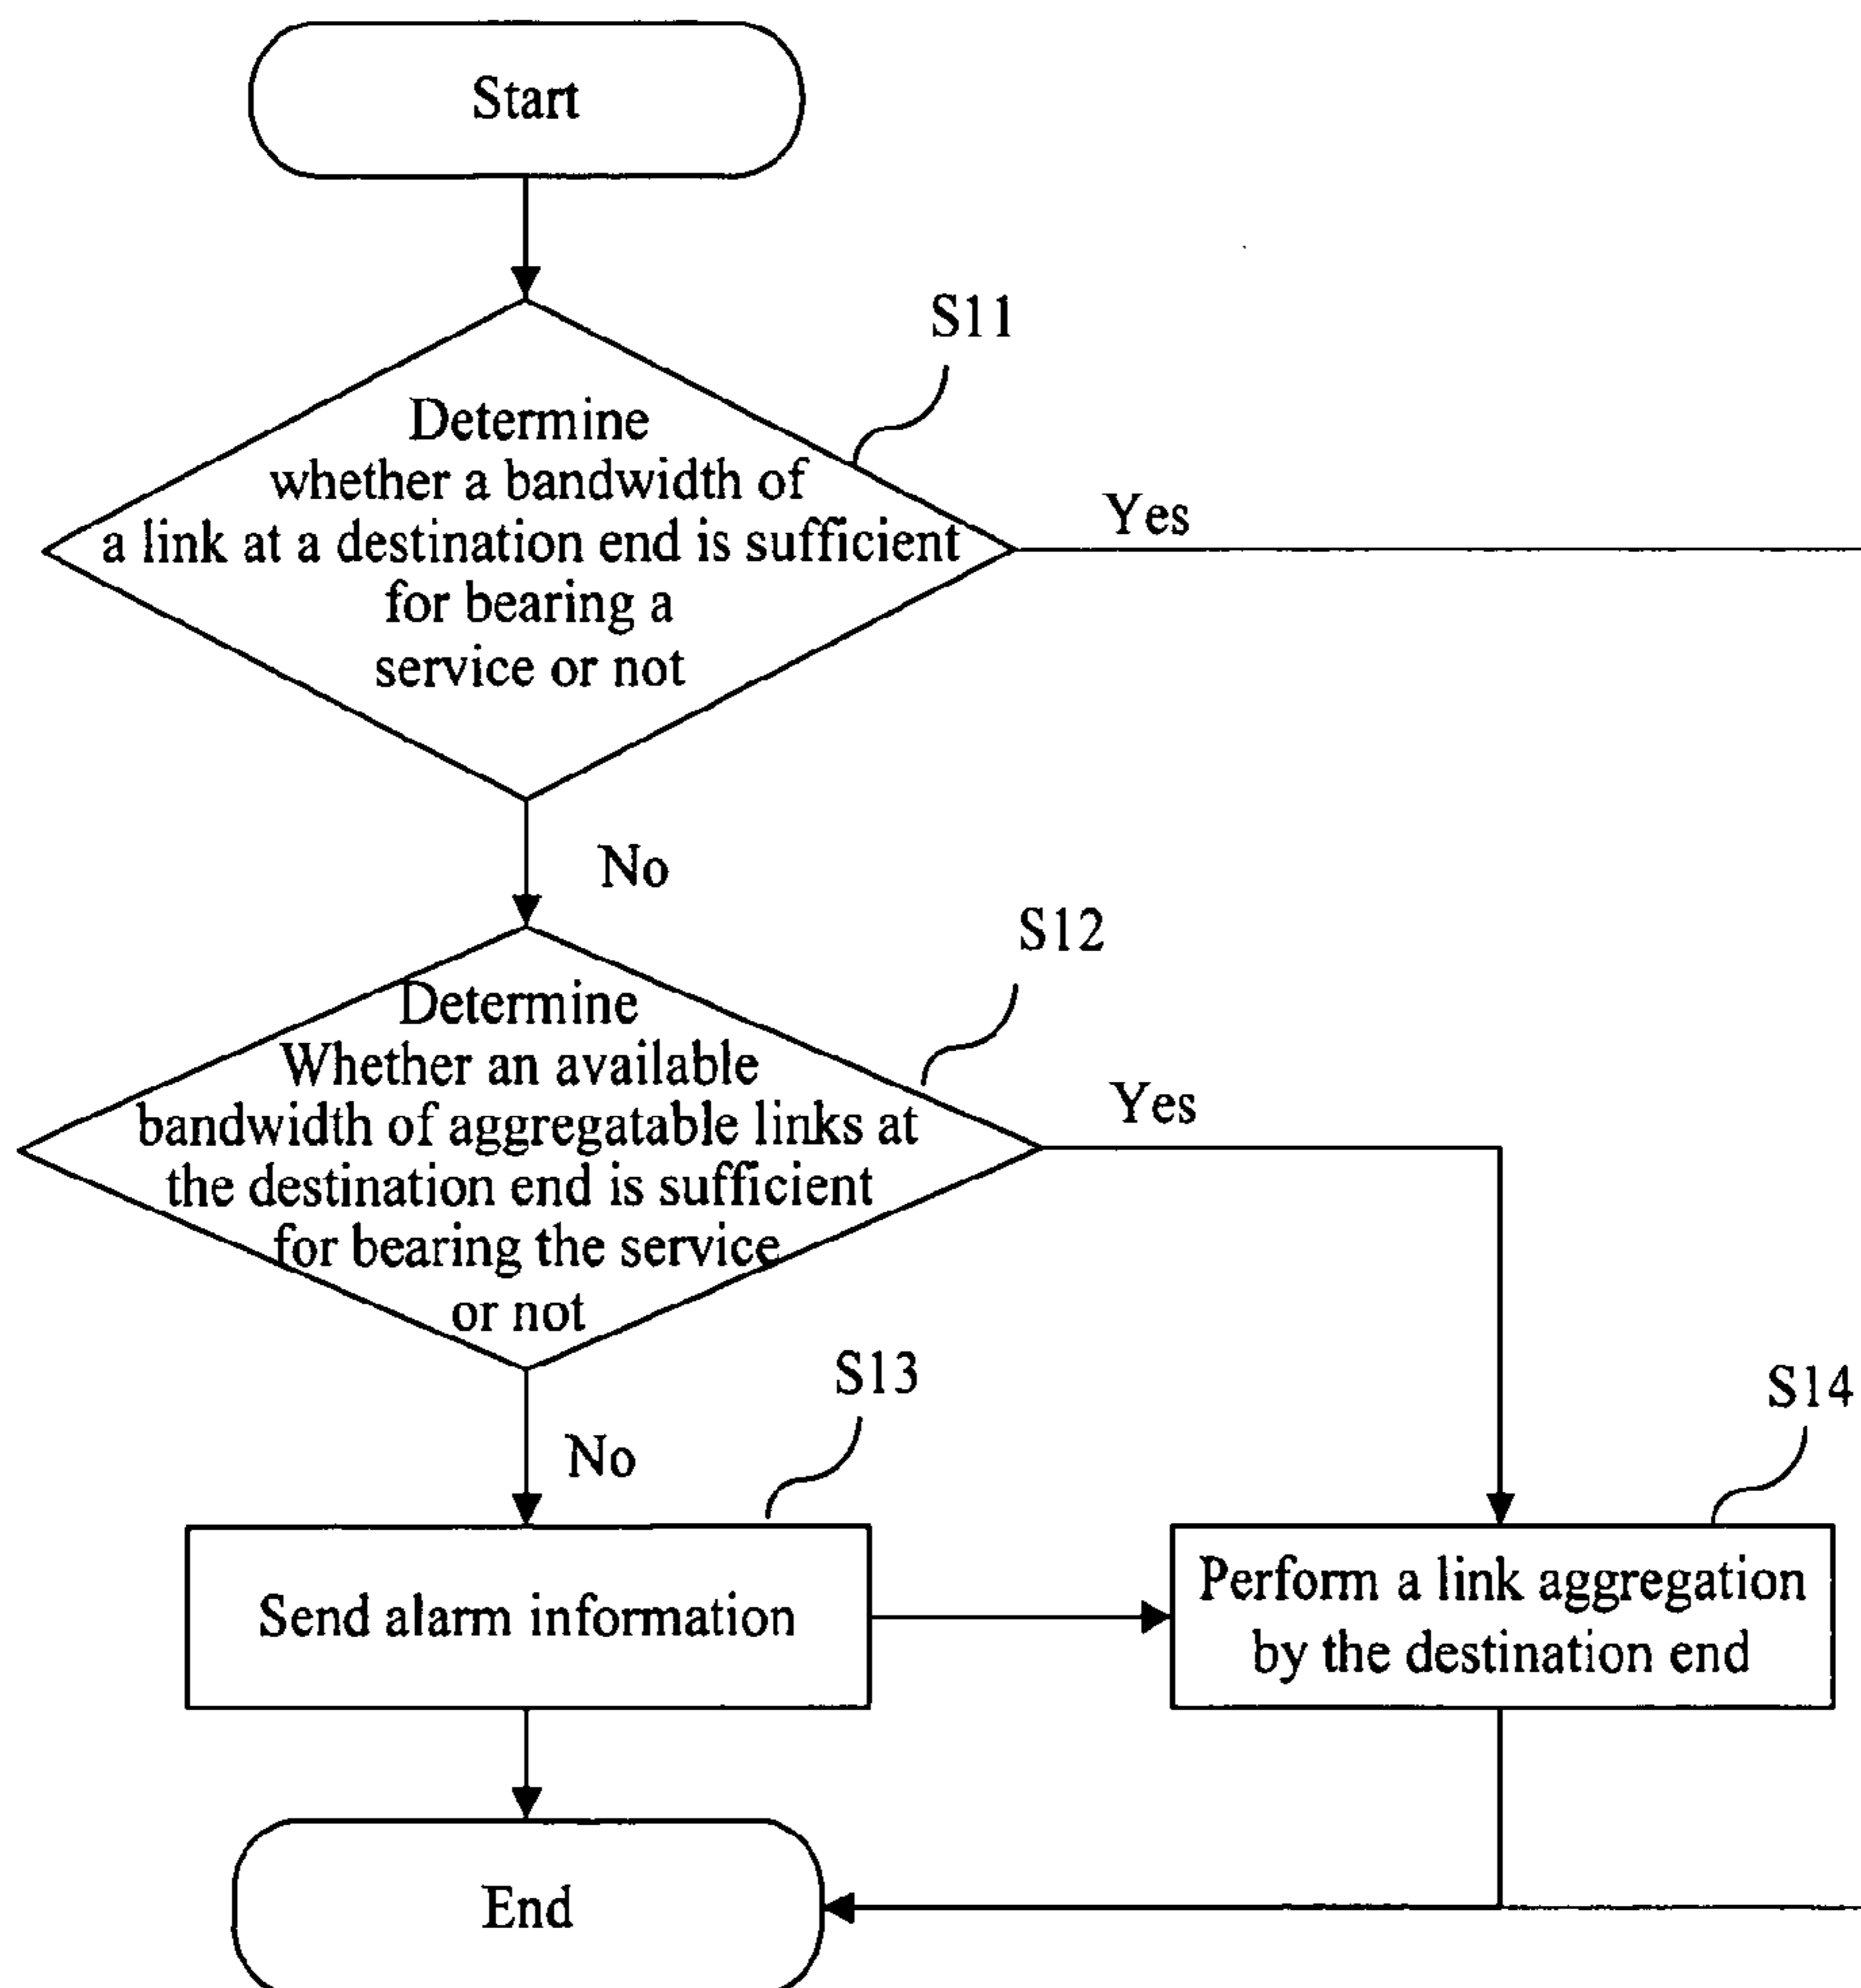 Start
S11
Determine
whether a bandwidth of
a link at a destination end is sufficient
for bearing a
service or not
Yes
No
S12
Determine
Whether an available
bandwidth of aggregatable links at
the destination end is sufficient
for bearing the service
or not
Yes
No
S13
S14
Send alarm information
Perform a link aggregation
by the destination end
End